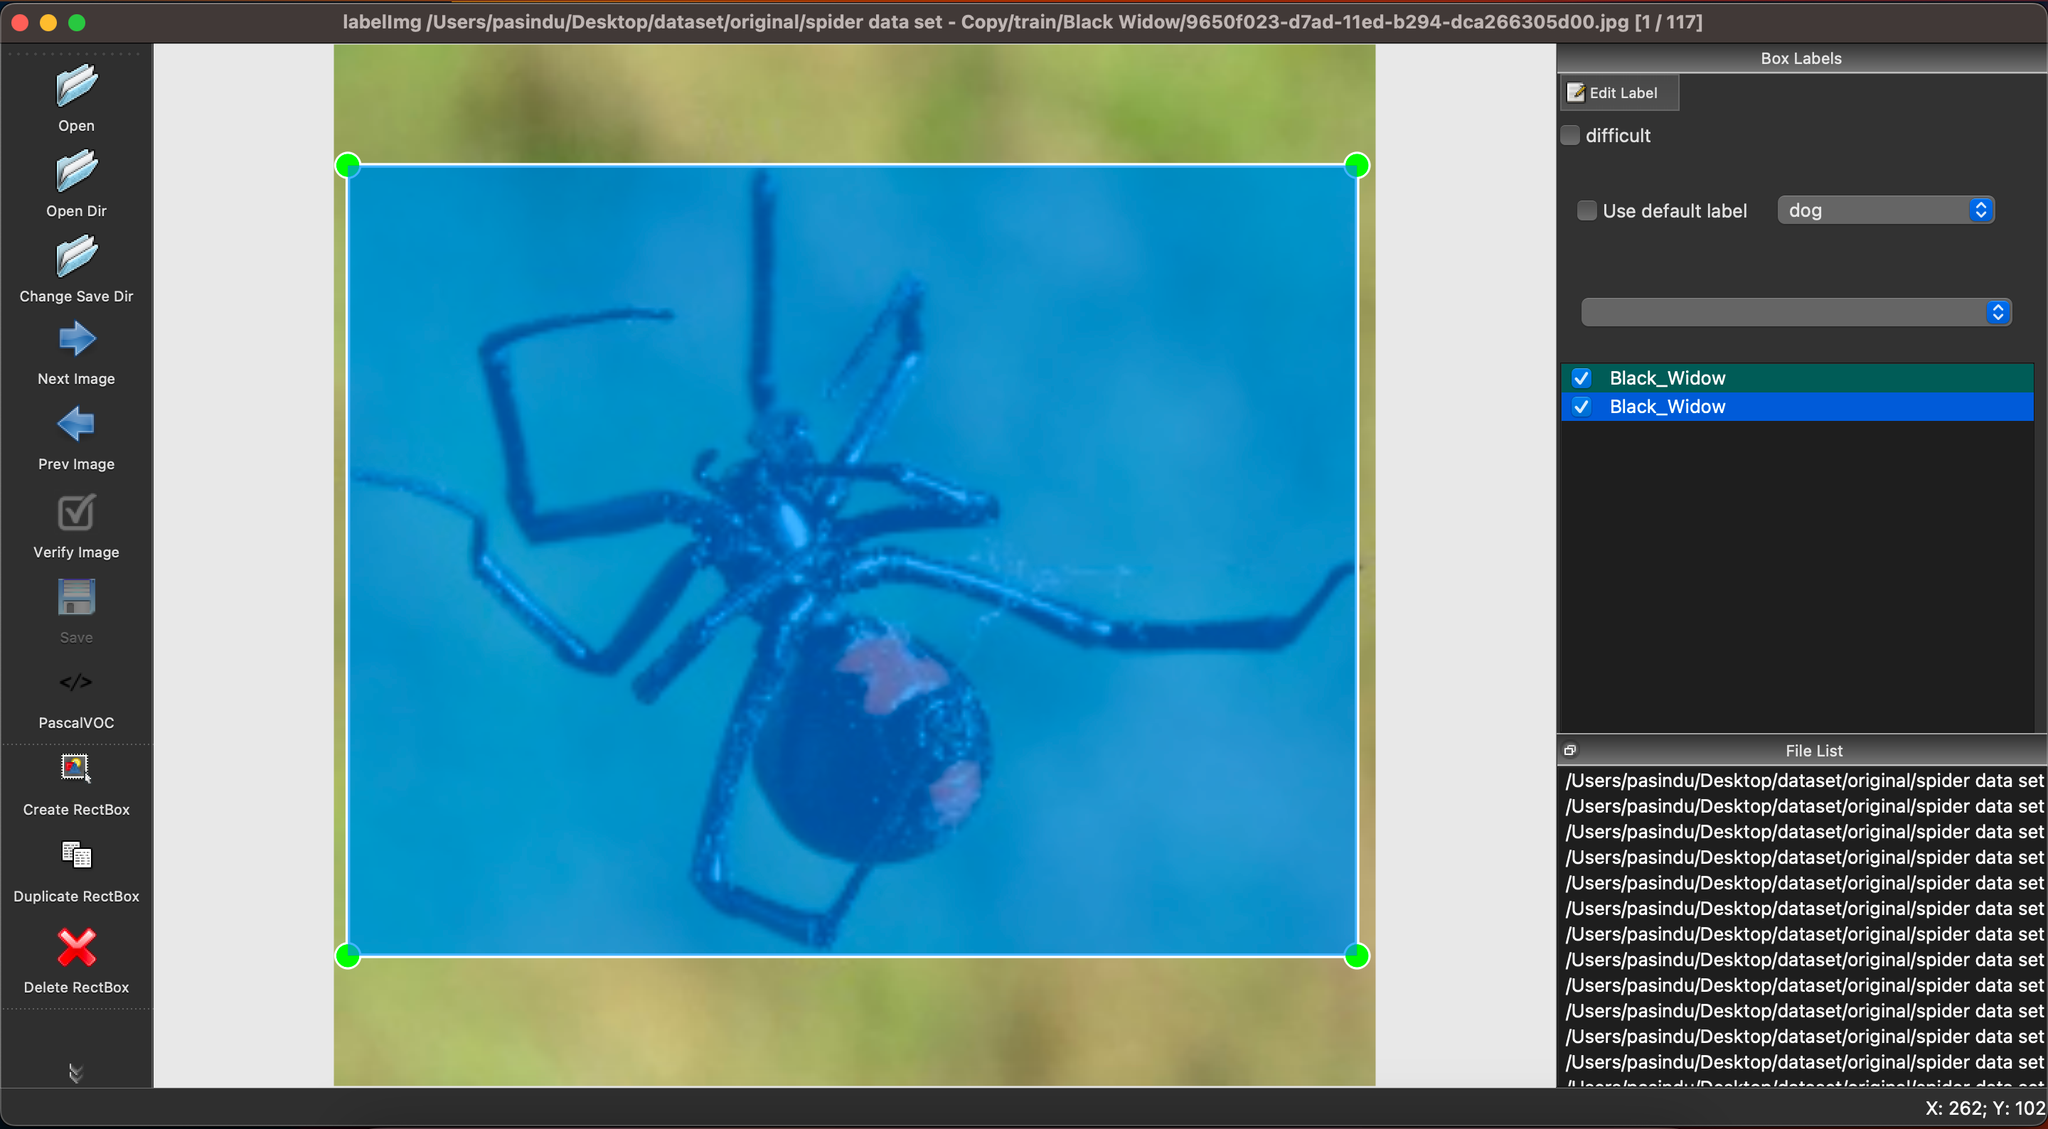 labelImg /Users/pasindu/Desktop/dataset/original/spider data set - Copy/train/Black Widow/9650f023-d7ad-11ed-b294-dca266305d00.jpg [1 / 117]
Open
Open Dir
Change Save Dir
Next Image
Prev Image
Verify Image
Save
</>
PascalVOC
Create RectBox
Duplicate RectBox
Delete RectBox
Box Labels
Edit Label
difficult
Use default label
dog
Black_Widow
Black_Widow
File List
/Users/pasindu/Desktop/dataset/original/spider data set
/Users/pasindu/Desktop/dataset/original/spider data set
/Users/pasindu/Desktop/dataset/original/spider data set
/Users/pasindu/Desktop/dataset/original/spider data set
/Users/pasindu/Desktop/dataset/original/spider data set
/Users/pasindu/Desktop/dataset/original/spider data set
/Users/pasindu/Desktop/dataset/original/spider data set
/Users/pasindu/Desktop/dataset/original/spider data set
/Users/pasindu/Desktop/dataset/original/spider data set
/Users/pasindu/Desktop/dataset/original/spider data set
/Users/pasindu/Desktop/dataset/original/spider data set
/Users/pasindu/Desktop/dataset/original/spider data set
X: 262; Y: 102